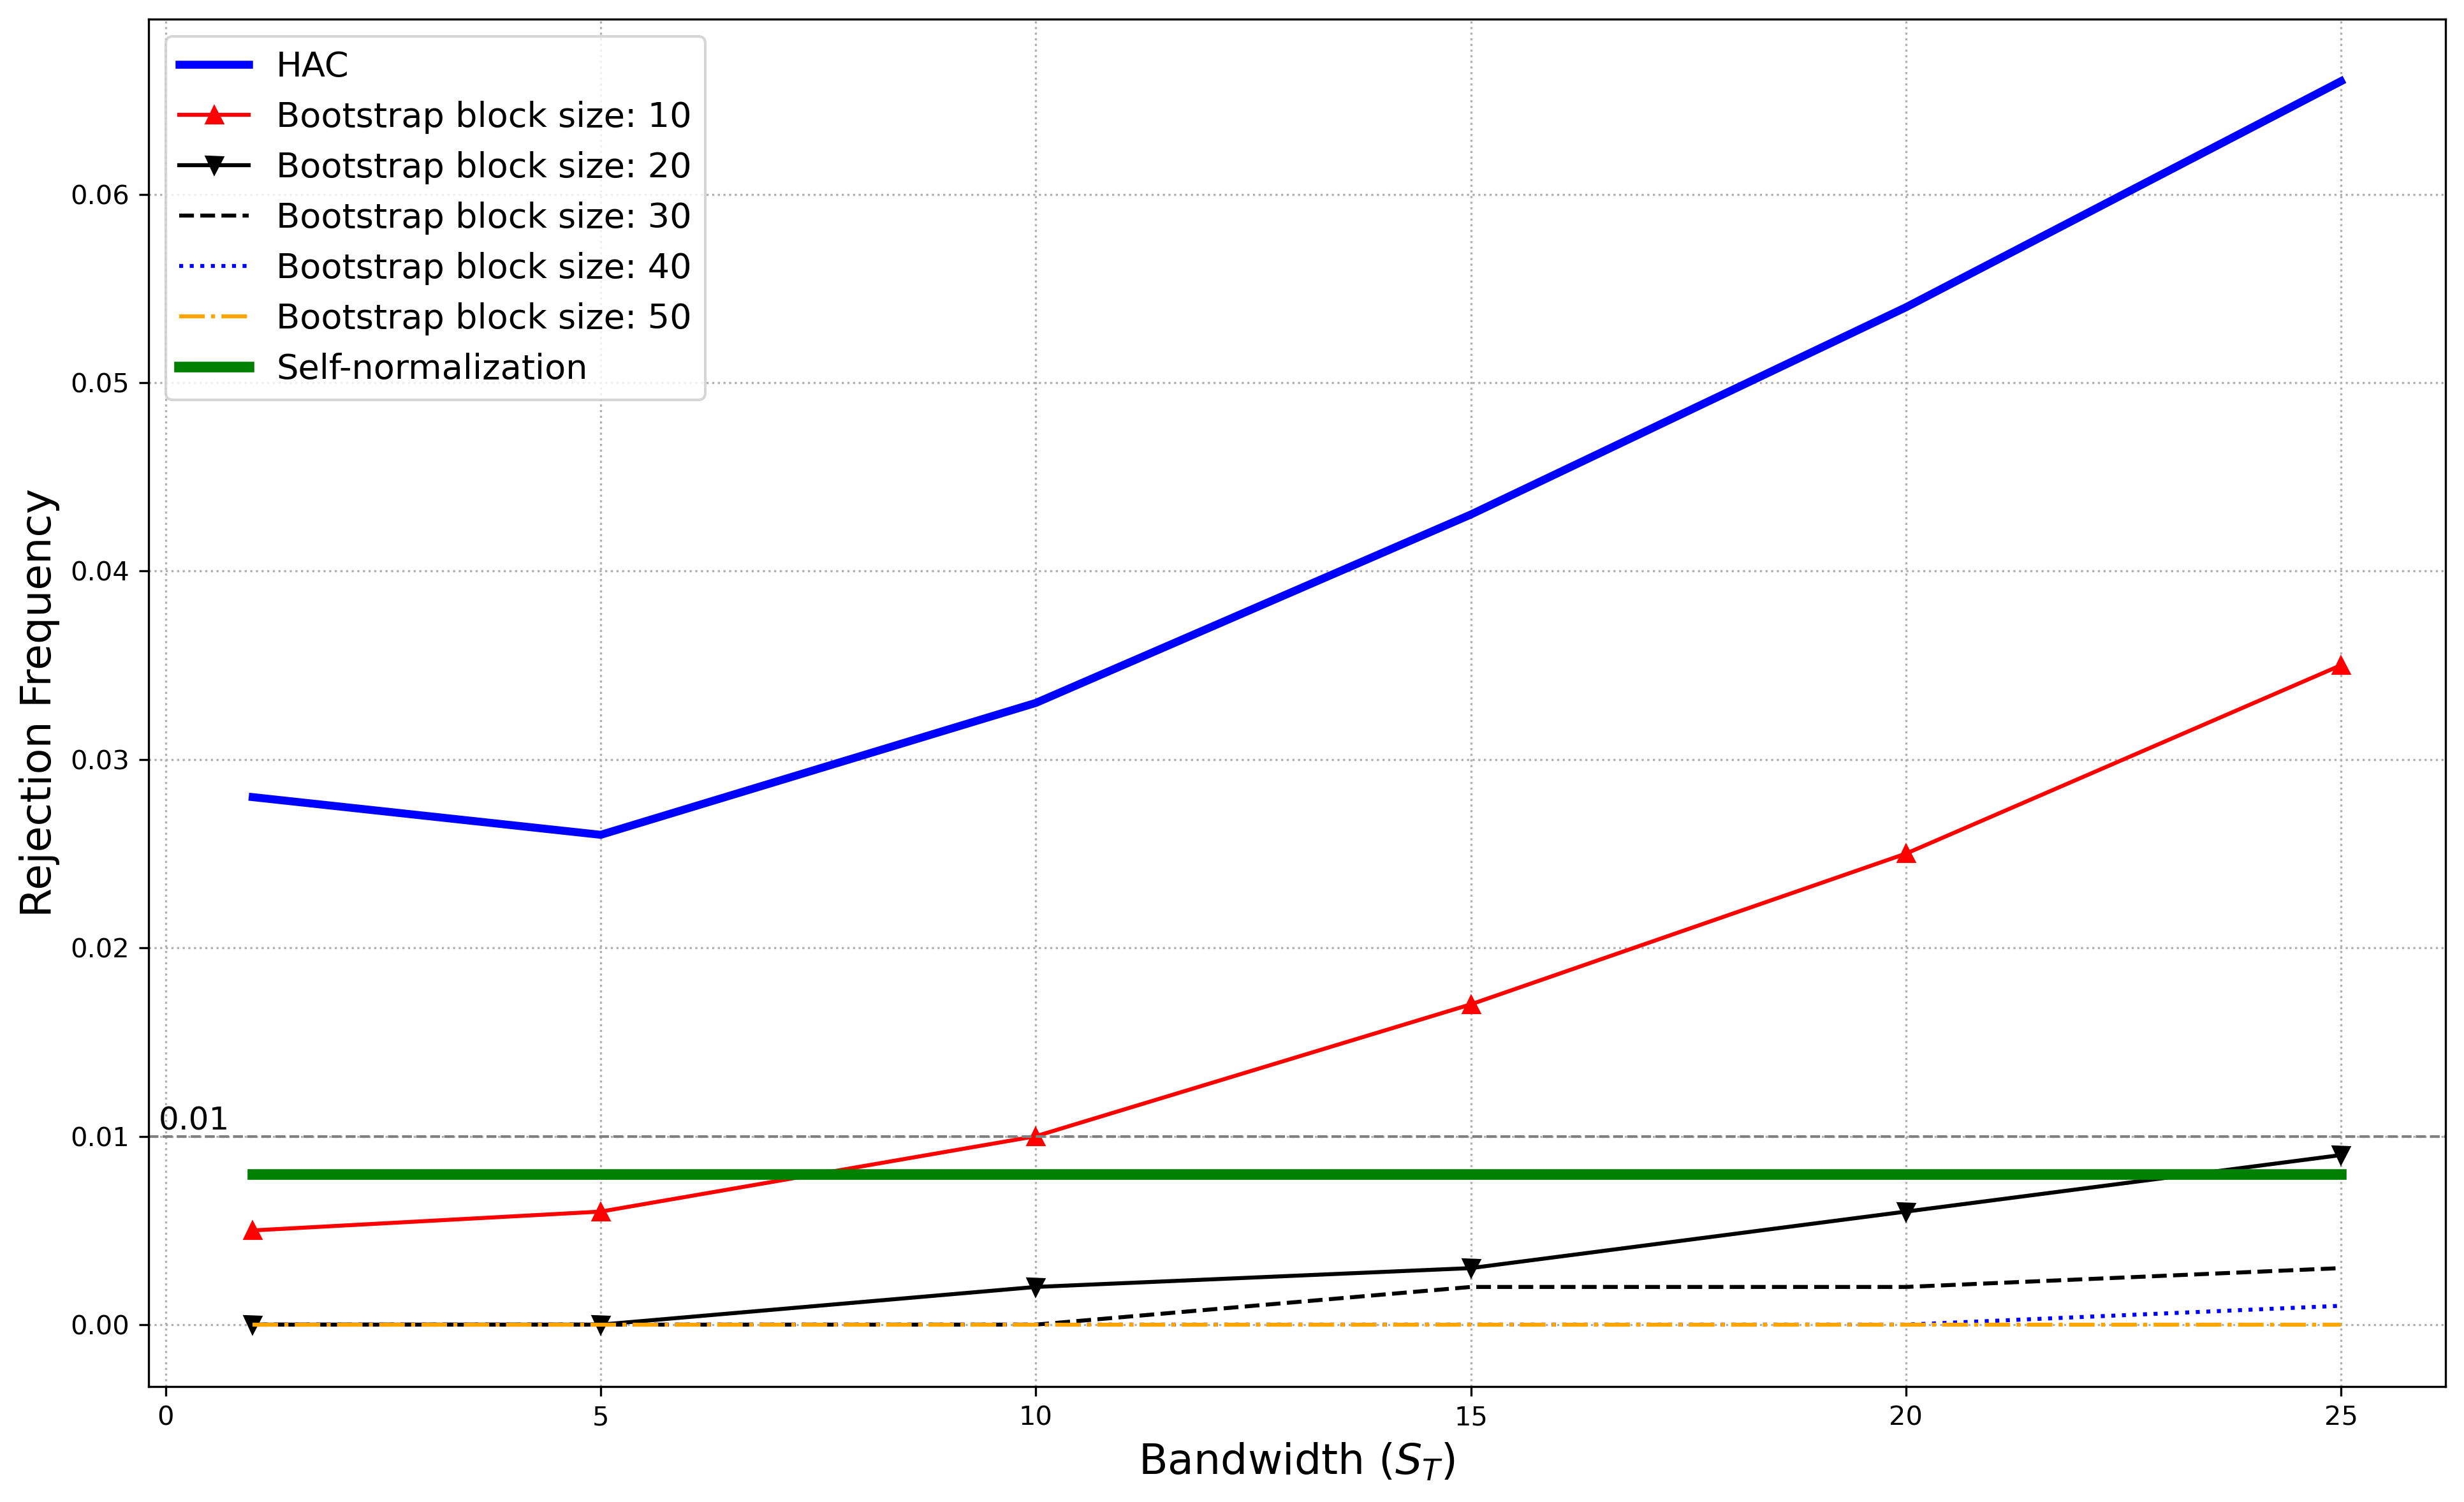 HAC
Bootstrap block size: 10
Bootstrap block size: 20
Bootstrap block size: 30
Bootstrap block size: 40
Bootstrap block size: 50
Self-normalization
Rejection Frequency
0.06
0.05
0.04
0.03
0.02
0.01
0.01
0.00
0 5 10 15 20 25
Bandwidth (S_T)